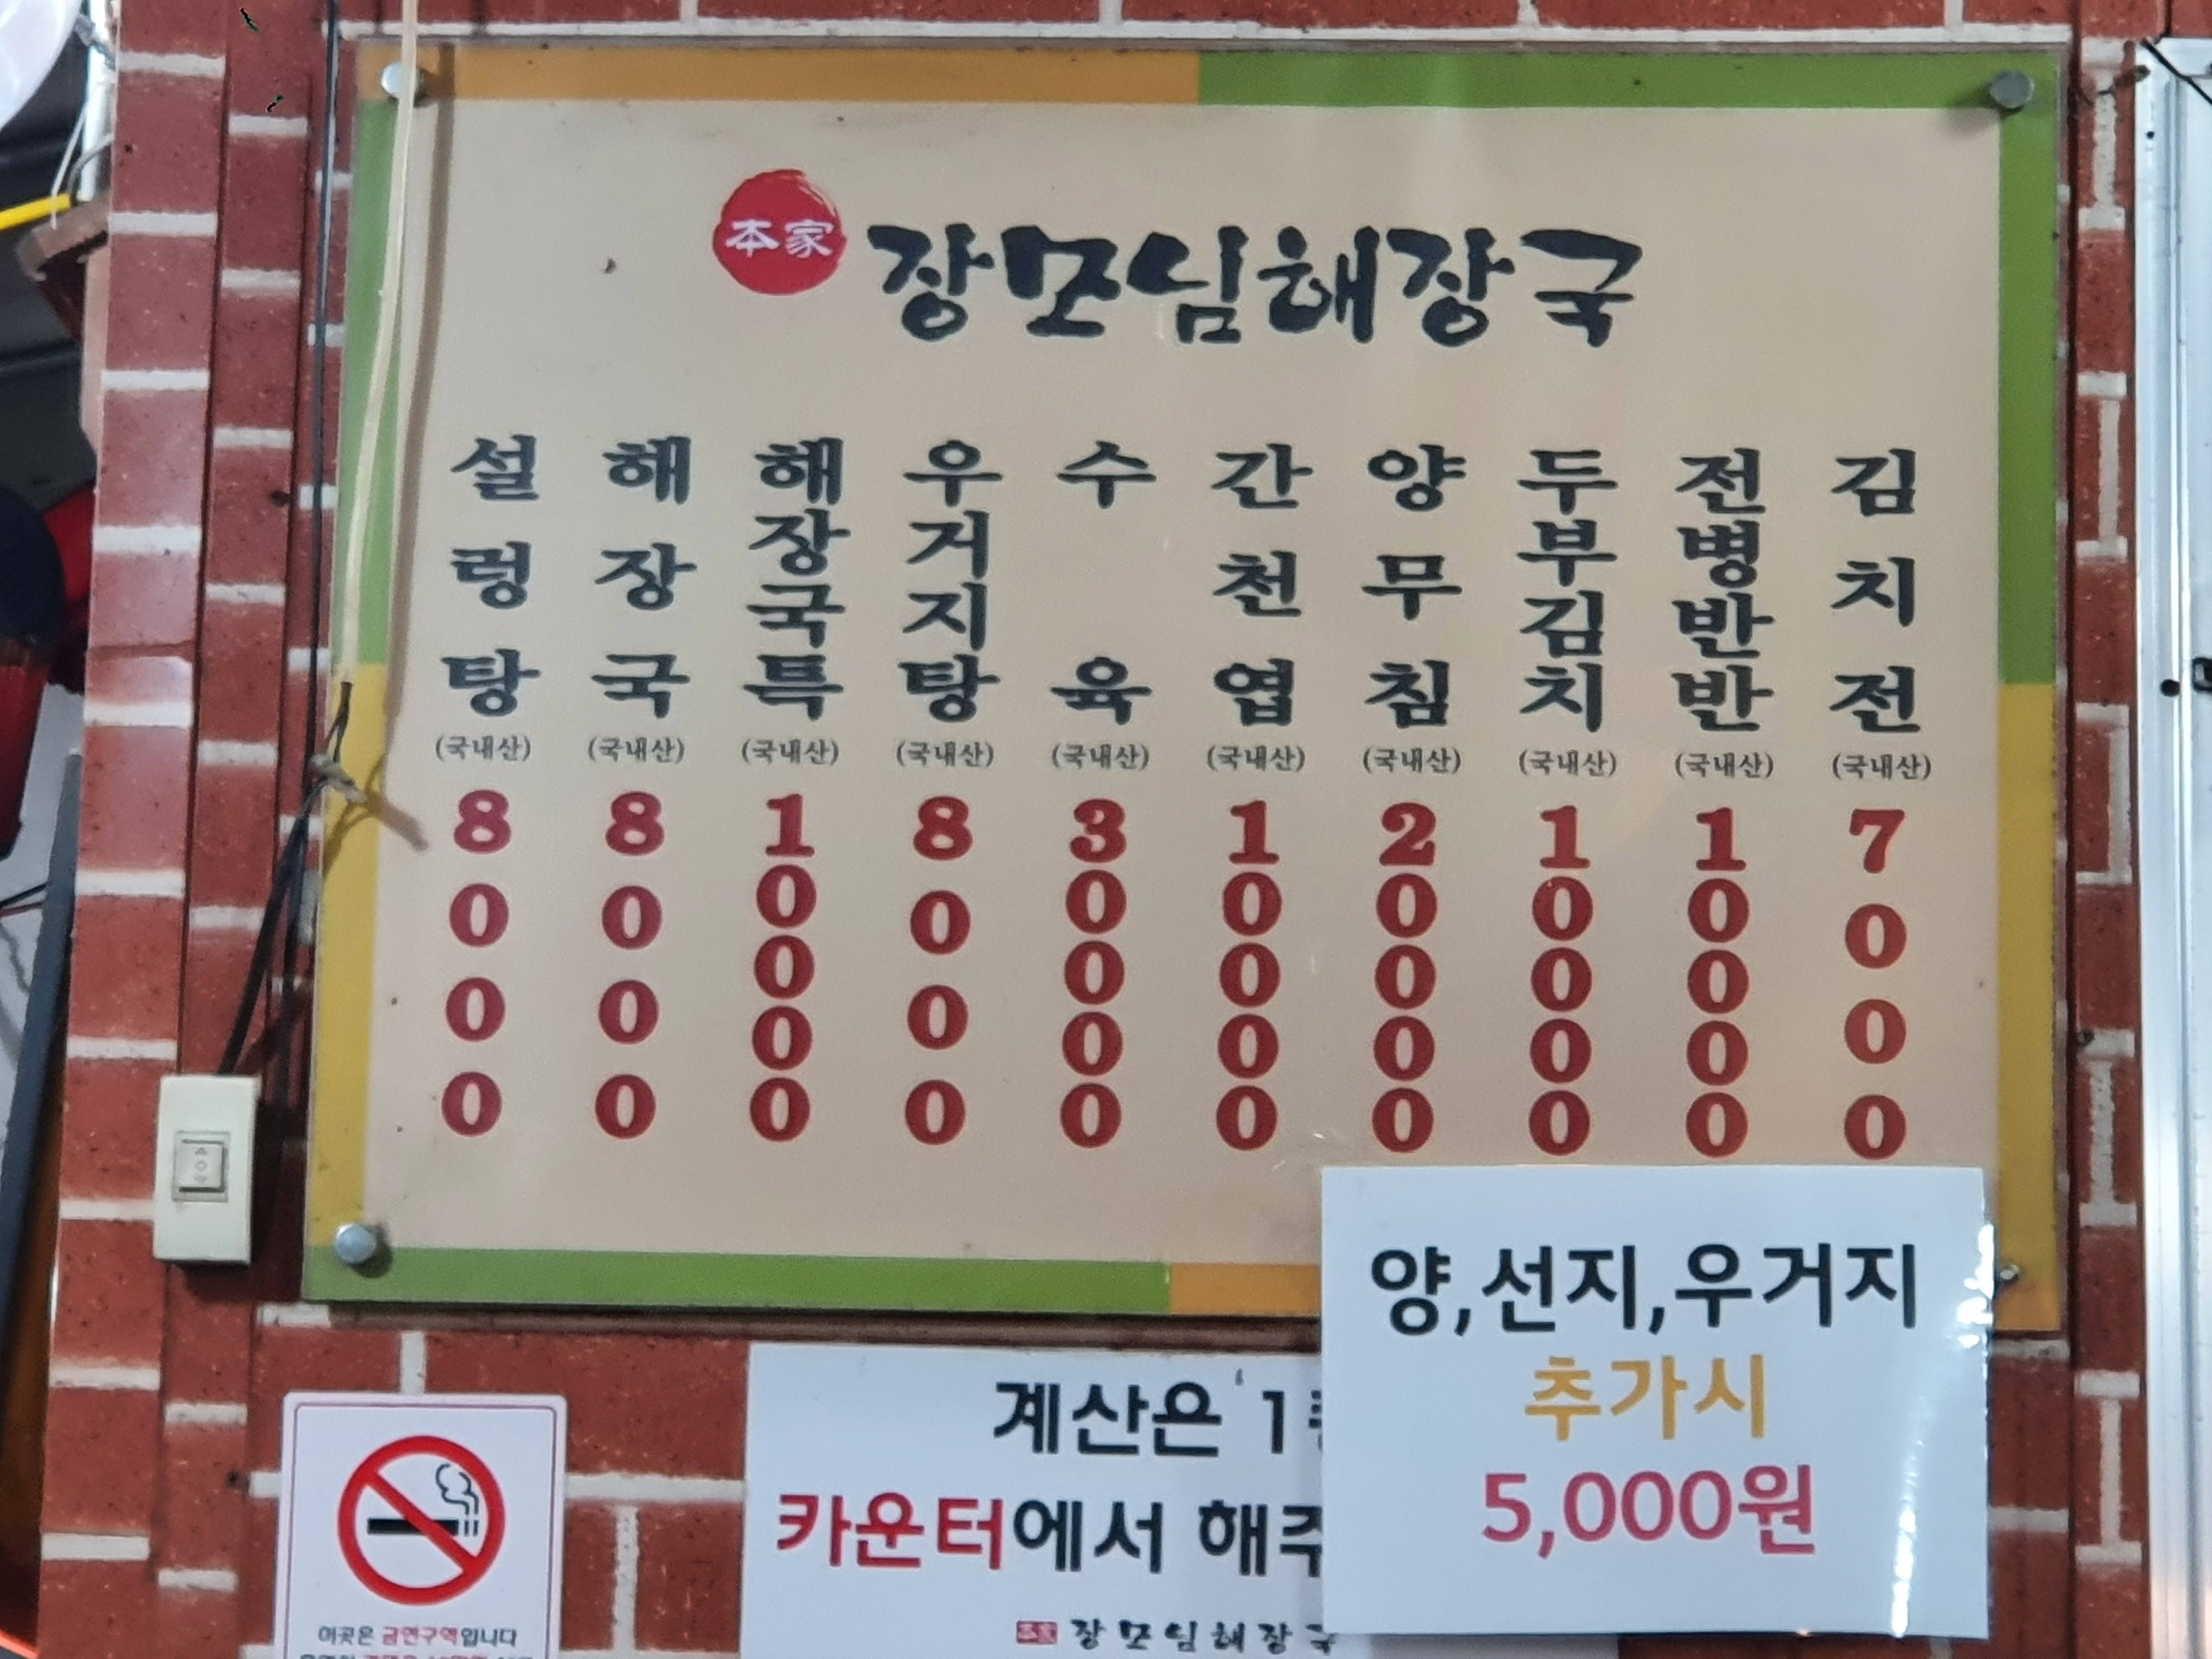 本家 장모님해장국
설렁탕 (국내산) 8000
해장국 (국내산) 8000
해장국특 (국내산) 10000
우거지탕 (국내산) 8000
수육 (국내산) 30000
간천엽 (국내산) 10000
양무침 (국내산) 20000
두부김치 (국내산) 10000
전병반반 (국내산) 10000
김치전 (국내산) 7000
양,선지,우거지
추가시
5,000원
계산은 1
카운터에서 해주
장모님해장국
이곳은 금연구역입니다